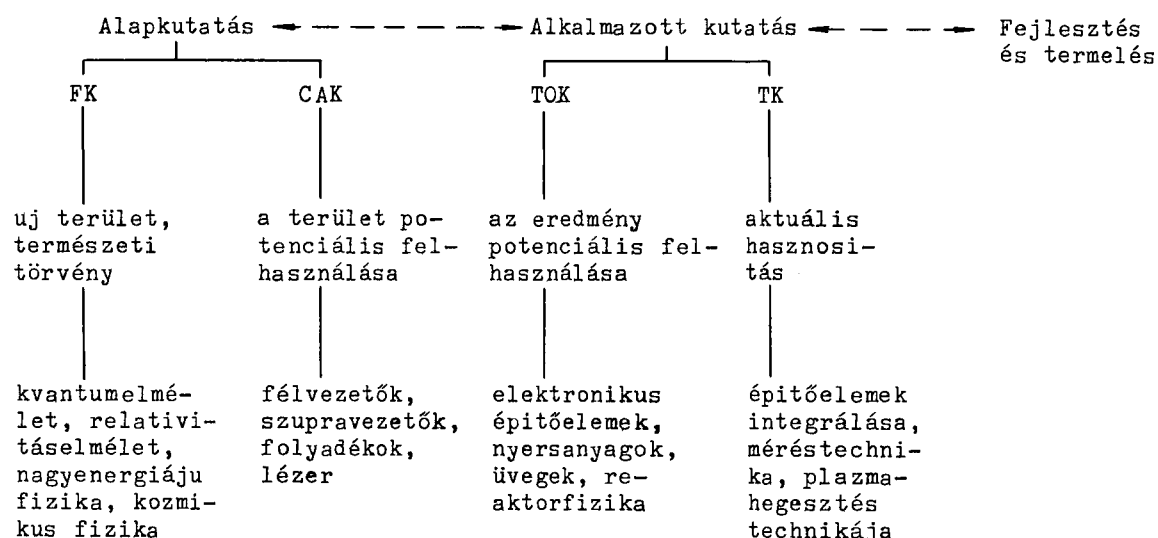 Alapkutatás
Alkalmazott kutatás
Fejlesztés
és termelés
FK
CAK
TOK
TK
uj terület,
természeti
törvény
a terület po-
tenciális fel-
használása
az eredmény
potenciális fel-
használása
aktuális
hasznosi-
tás
kvantumelmé-
let, relativi-
táselmélet,
nagyenergiáju
fizika, kozmi-
kus fizika
félvezetők,
szupravezetők,
folyadékok,
lézer
elektronikus
épitőelemek,
nyersanyagok,
üvegek, re-
aktorfizika
épitőelemek
integrálása,
méréstechni-
ka, plazma-
hegesztés
technikája